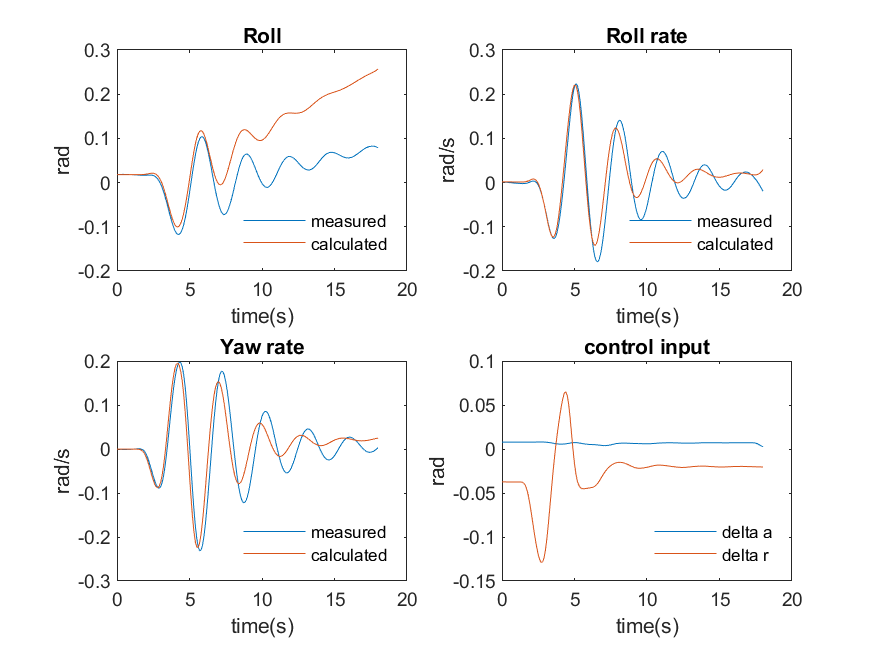 Roll
0.3
0.2
0.1
0
-0.1
-0.2
rad
measured
calculated
0 5 10 15 20
time(s)
Roll rate
0.3
0.2
0.1
0
-0.1
-0.2
rad/s
measured
calculated
0 5 10 15 20
time(s)
Yaw rate
0.2
0.1
0
-0.1
-0.2
-0.3
rad/s
measured
calculated
0 5 10 15 20
time(s)
control input
0.1
0.05
0
-0.05
-0.1
-0.15
rad
delta a
delta r
0 5 10 15 20
time(s)